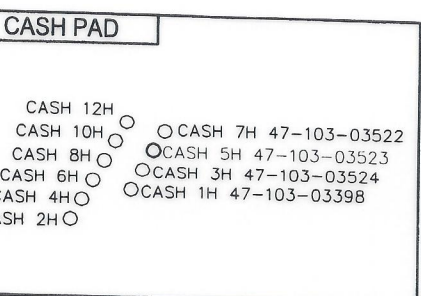 CASH PAD
CASH 12H
CASH 10H
CASH 8H
CASH 6H
CASH 4H
SH 2H
CASH 7H 47-103-03522
CASH 5H 47-103-03523
CASH 3H 47-103-03524
CASH 1H 47-103-03398